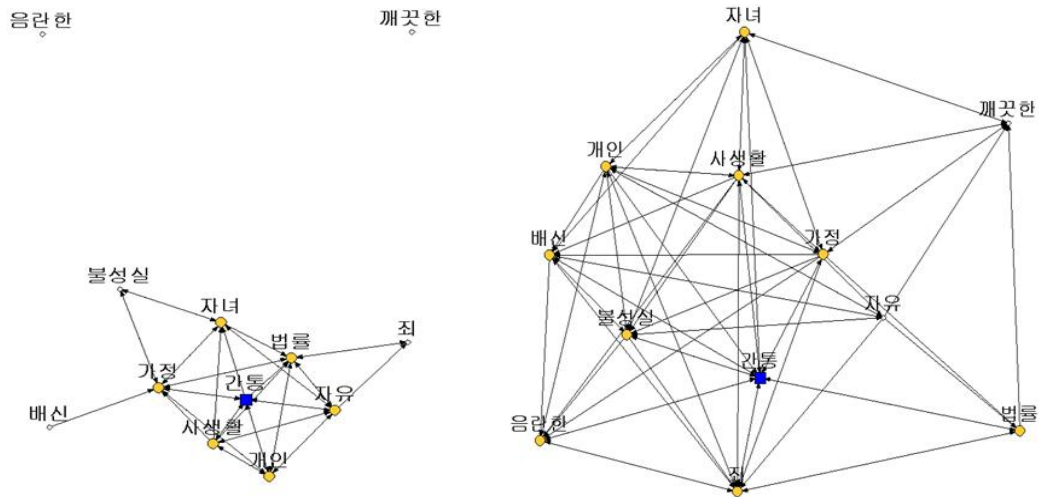 음란한
깨끗한
불성실
자녀
법률
죄
가정
간통
자유
배신
사생활
개인
자녀
깨끗한
개인
사생활
배신
가정
자유
불성실
간통
음란한
법률
죄